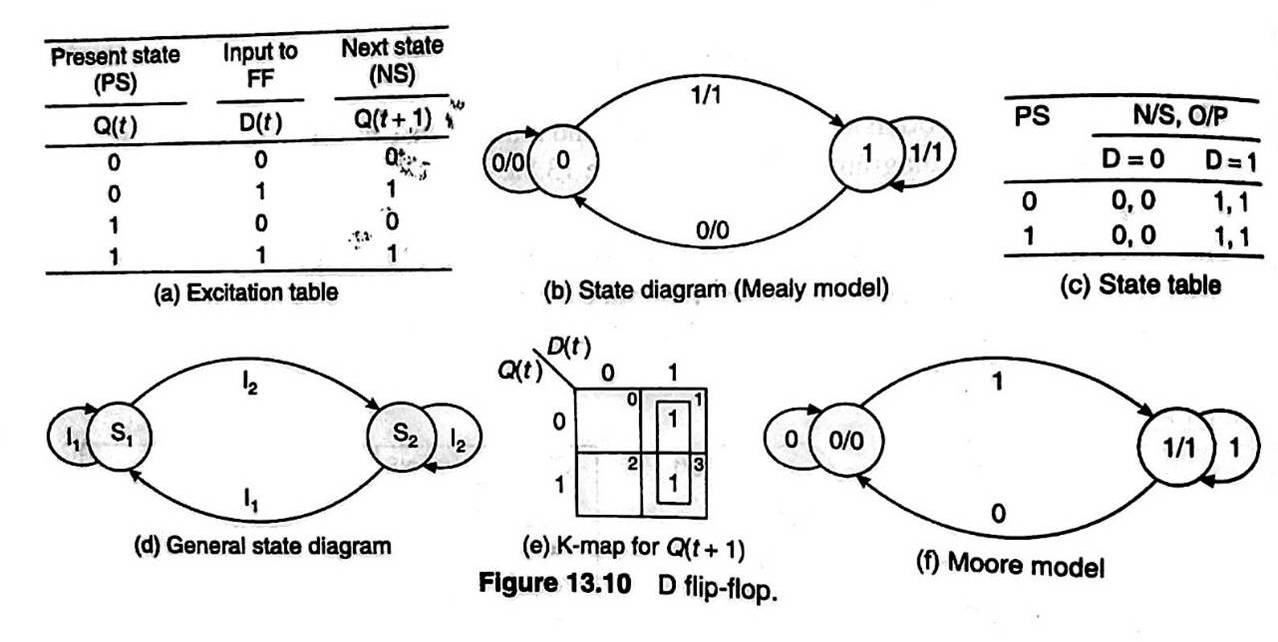 Present state Input to Next state
(PS) FF (NS)
Q(t) D(t) Q(t + 1)
0 0 0
0 1 1
1 0 0
1 1 1
(a) Excitation table
1/1
0/0 0 1 1/1
0/0
(b) State diagram (Mealy model)
PS N/S, O/P
D = 0 D = 1
0 0, 0 1, 1
1 0, 0 1, 1
(c) State table
I₂
I₁ S₁ S₂ I₂
I₁
(d) General state diagram
D(t)
Q(t) 0 1
0 0 1 1
1 2 3 1
(e) K-map for Q(t + 1)
1
0 0/0 1/1 1
0
(f) Moore model
Figure 13.10 D flip-flop.